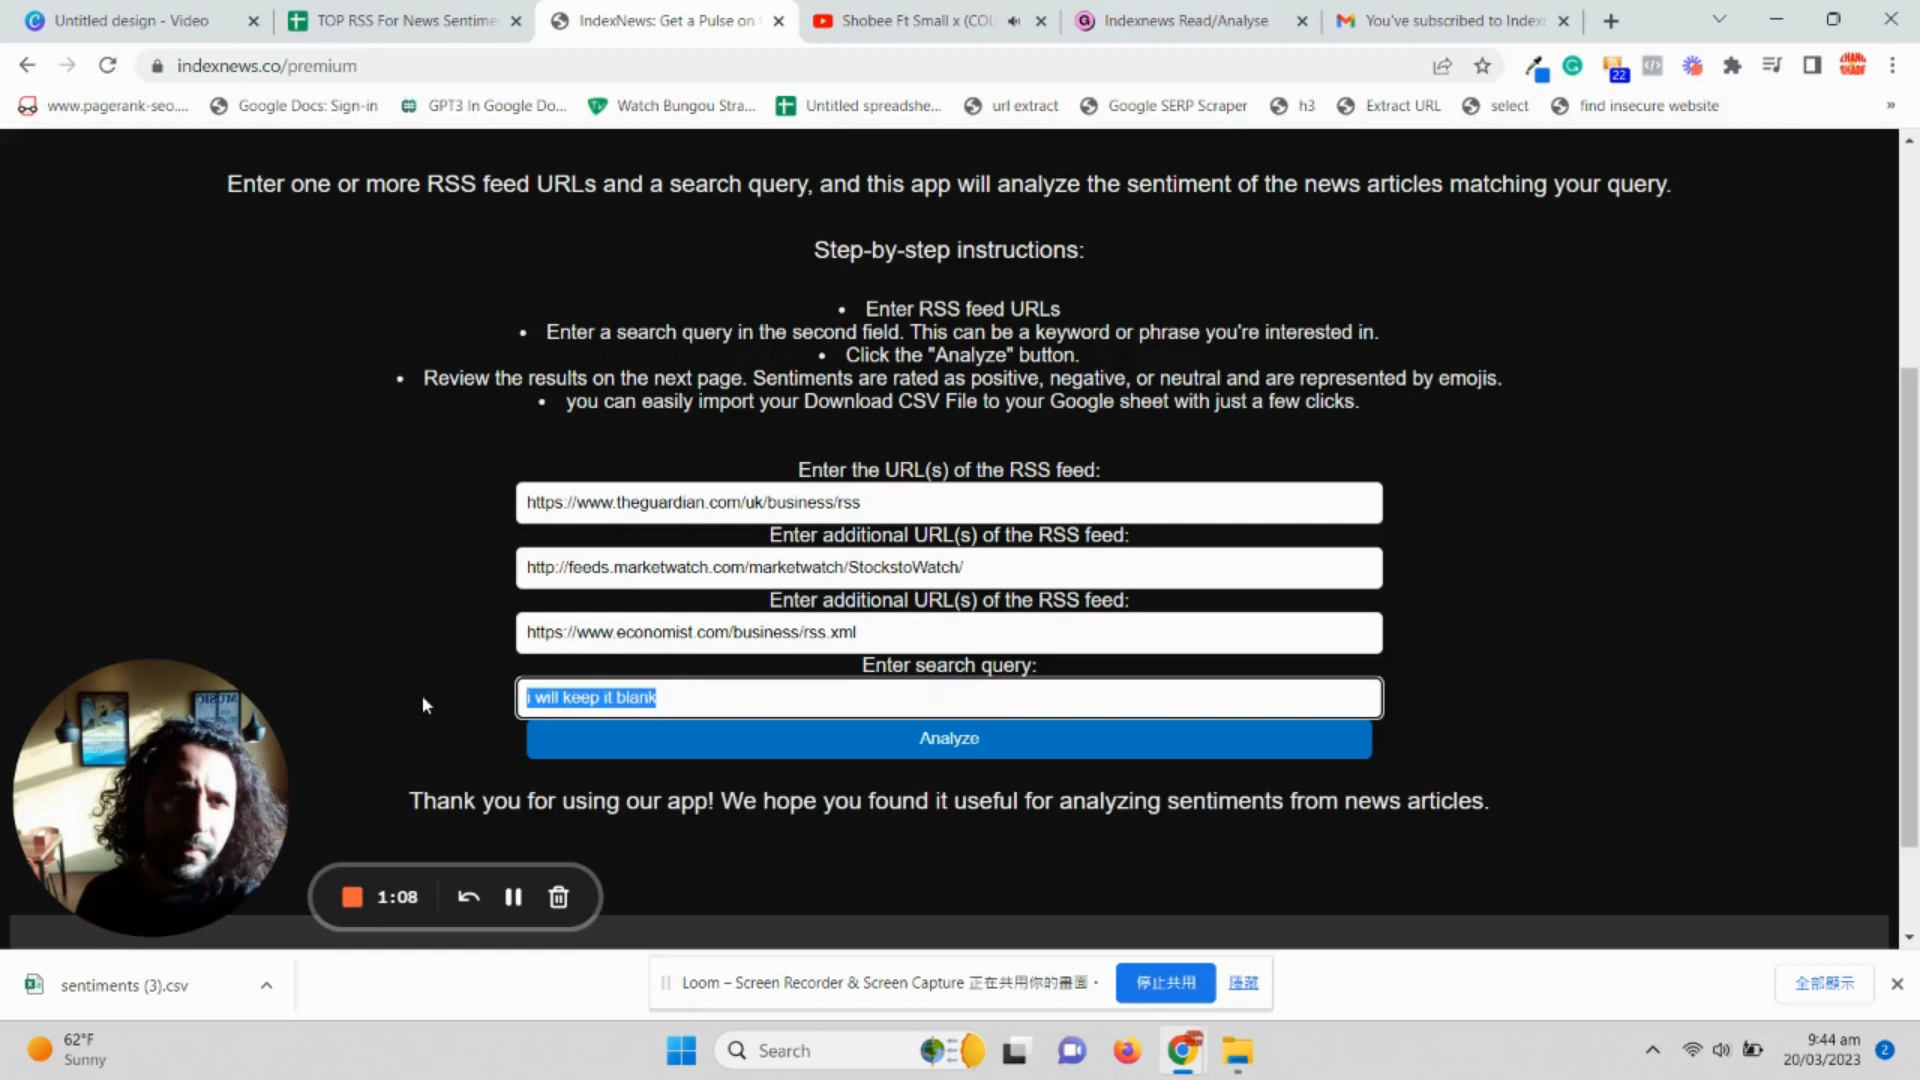 Untitled design - Video
TOP RSS For News Sentime
IndexNews: Get a Pulse on
Shobee Ft Small x (COL
Indexnews Read/Analyse
You've subscribed to Index
indexnews.co/premium
22
www.pagerank-seo....
Google Docs: Sign-in
GPT3 In Google Do...
Watch Bungou Stra...
Untitled spreadshe...
url extract
Google SERP Scraper
h3
Extract URL
select
find insecure website
»
Enter one or more RSS feed URLs and a search query, and this app will analyze the sentiment of the news articles matching your query.
Step-by-step instructions:
• Enter RSS feed URLs
• Enter a search query in the second field. This can be a keyword or phrase you're interested in.
• Click the "Analyze" button.
• Review the results on the next page. Sentiments are rated as positive, negative, or neutral and are represented by emojis.
• you can easily import your Download CSV File to your Google sheet with just a few clicks.
Enter the URL(s) of the RSS feed:
https://www.theguardian.com/uk/business/rss
Enter additional URL(s) of the RSS feed:
http://feeds.marketwatch.com/marketwatch/StockstoWatch/
Enter additional URL(s) of the RSS feed:
https://www.economist.com/business/rss.xml
Enter search query:
i will keep it blank
Analyze
Thank you for using our app! We hope you found it useful for analyzing sentiments from news articles.
1:08
sentiments (3).csv
Loom – Screen Recorder & Screen Capture 正在共用你的畫面。
停止共用
隱藏
全部顯示
62°F
Sunny
Search
9:44 am
20/03/2023
2